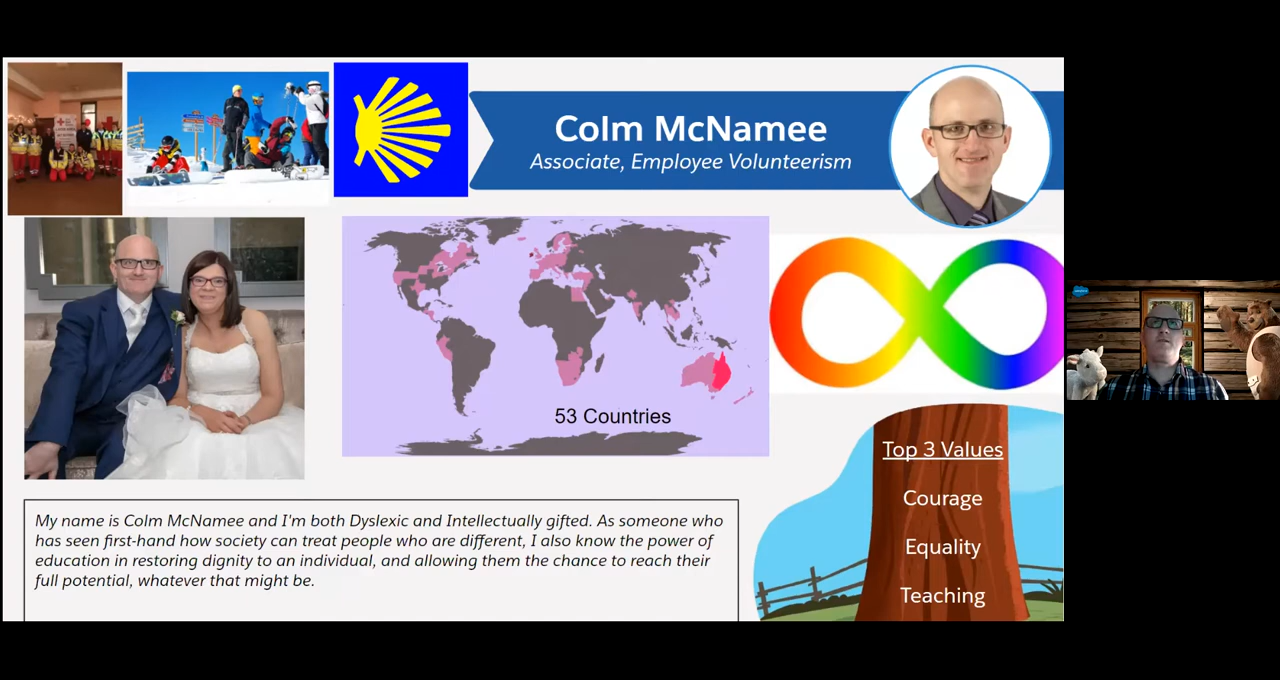 Colm McNamee
Associate, Employee Volunteerism
53 Countries
Top 3 Values
Courage
Equality
Teaching
My name is Colm McNamee and I'm both Dyslexic and Intellectually gifted. As someone who
has seen first-hand how society can treat people who are different, I also know the power of
education in restoring dignity to an individual, and allowing them the chance to reach their
full potential, whatever that might be.